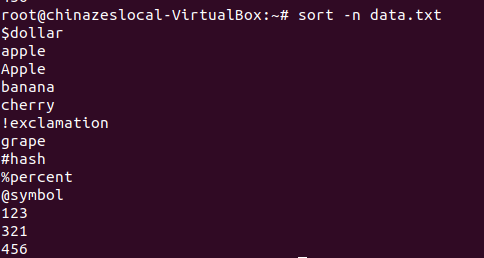 root@chinazeslocal-VirtualBox:~# sort -n data.txt
$dollar
apple
Apple
banana
cherry
!exclamation
grape
#hash
%percent
@symbol
123
321
456